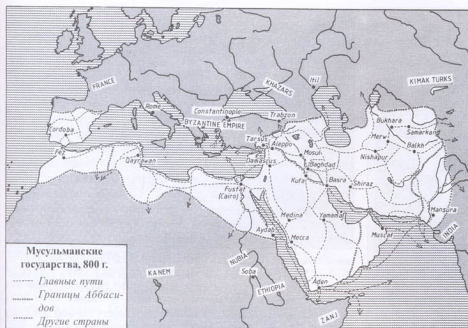 KIMAK TURKS
FRANCE
KHAZARS
Itil
Rome
Constantinople
Trabzon
BYZANTINE EMPIRE
Cordoba
Tarsus
Aleppo
Mosul
Bukhara
Samarkand
Merw
Balkh
Nishapur
Qayrawan
Damascus
Baghdad
Kufa
Basra
Shiraz
Fustat
(Cairo)
Mansura
INDIA
Medina
Yamama
Muscat
Aydab
Mecca
NUBIA
Soba
KANEM
ETHIOPIA
Aden
ZANJ
Мусульманские
государства, 800 г.
Главные пути
Границы Аббаси-
дов
Другие страны